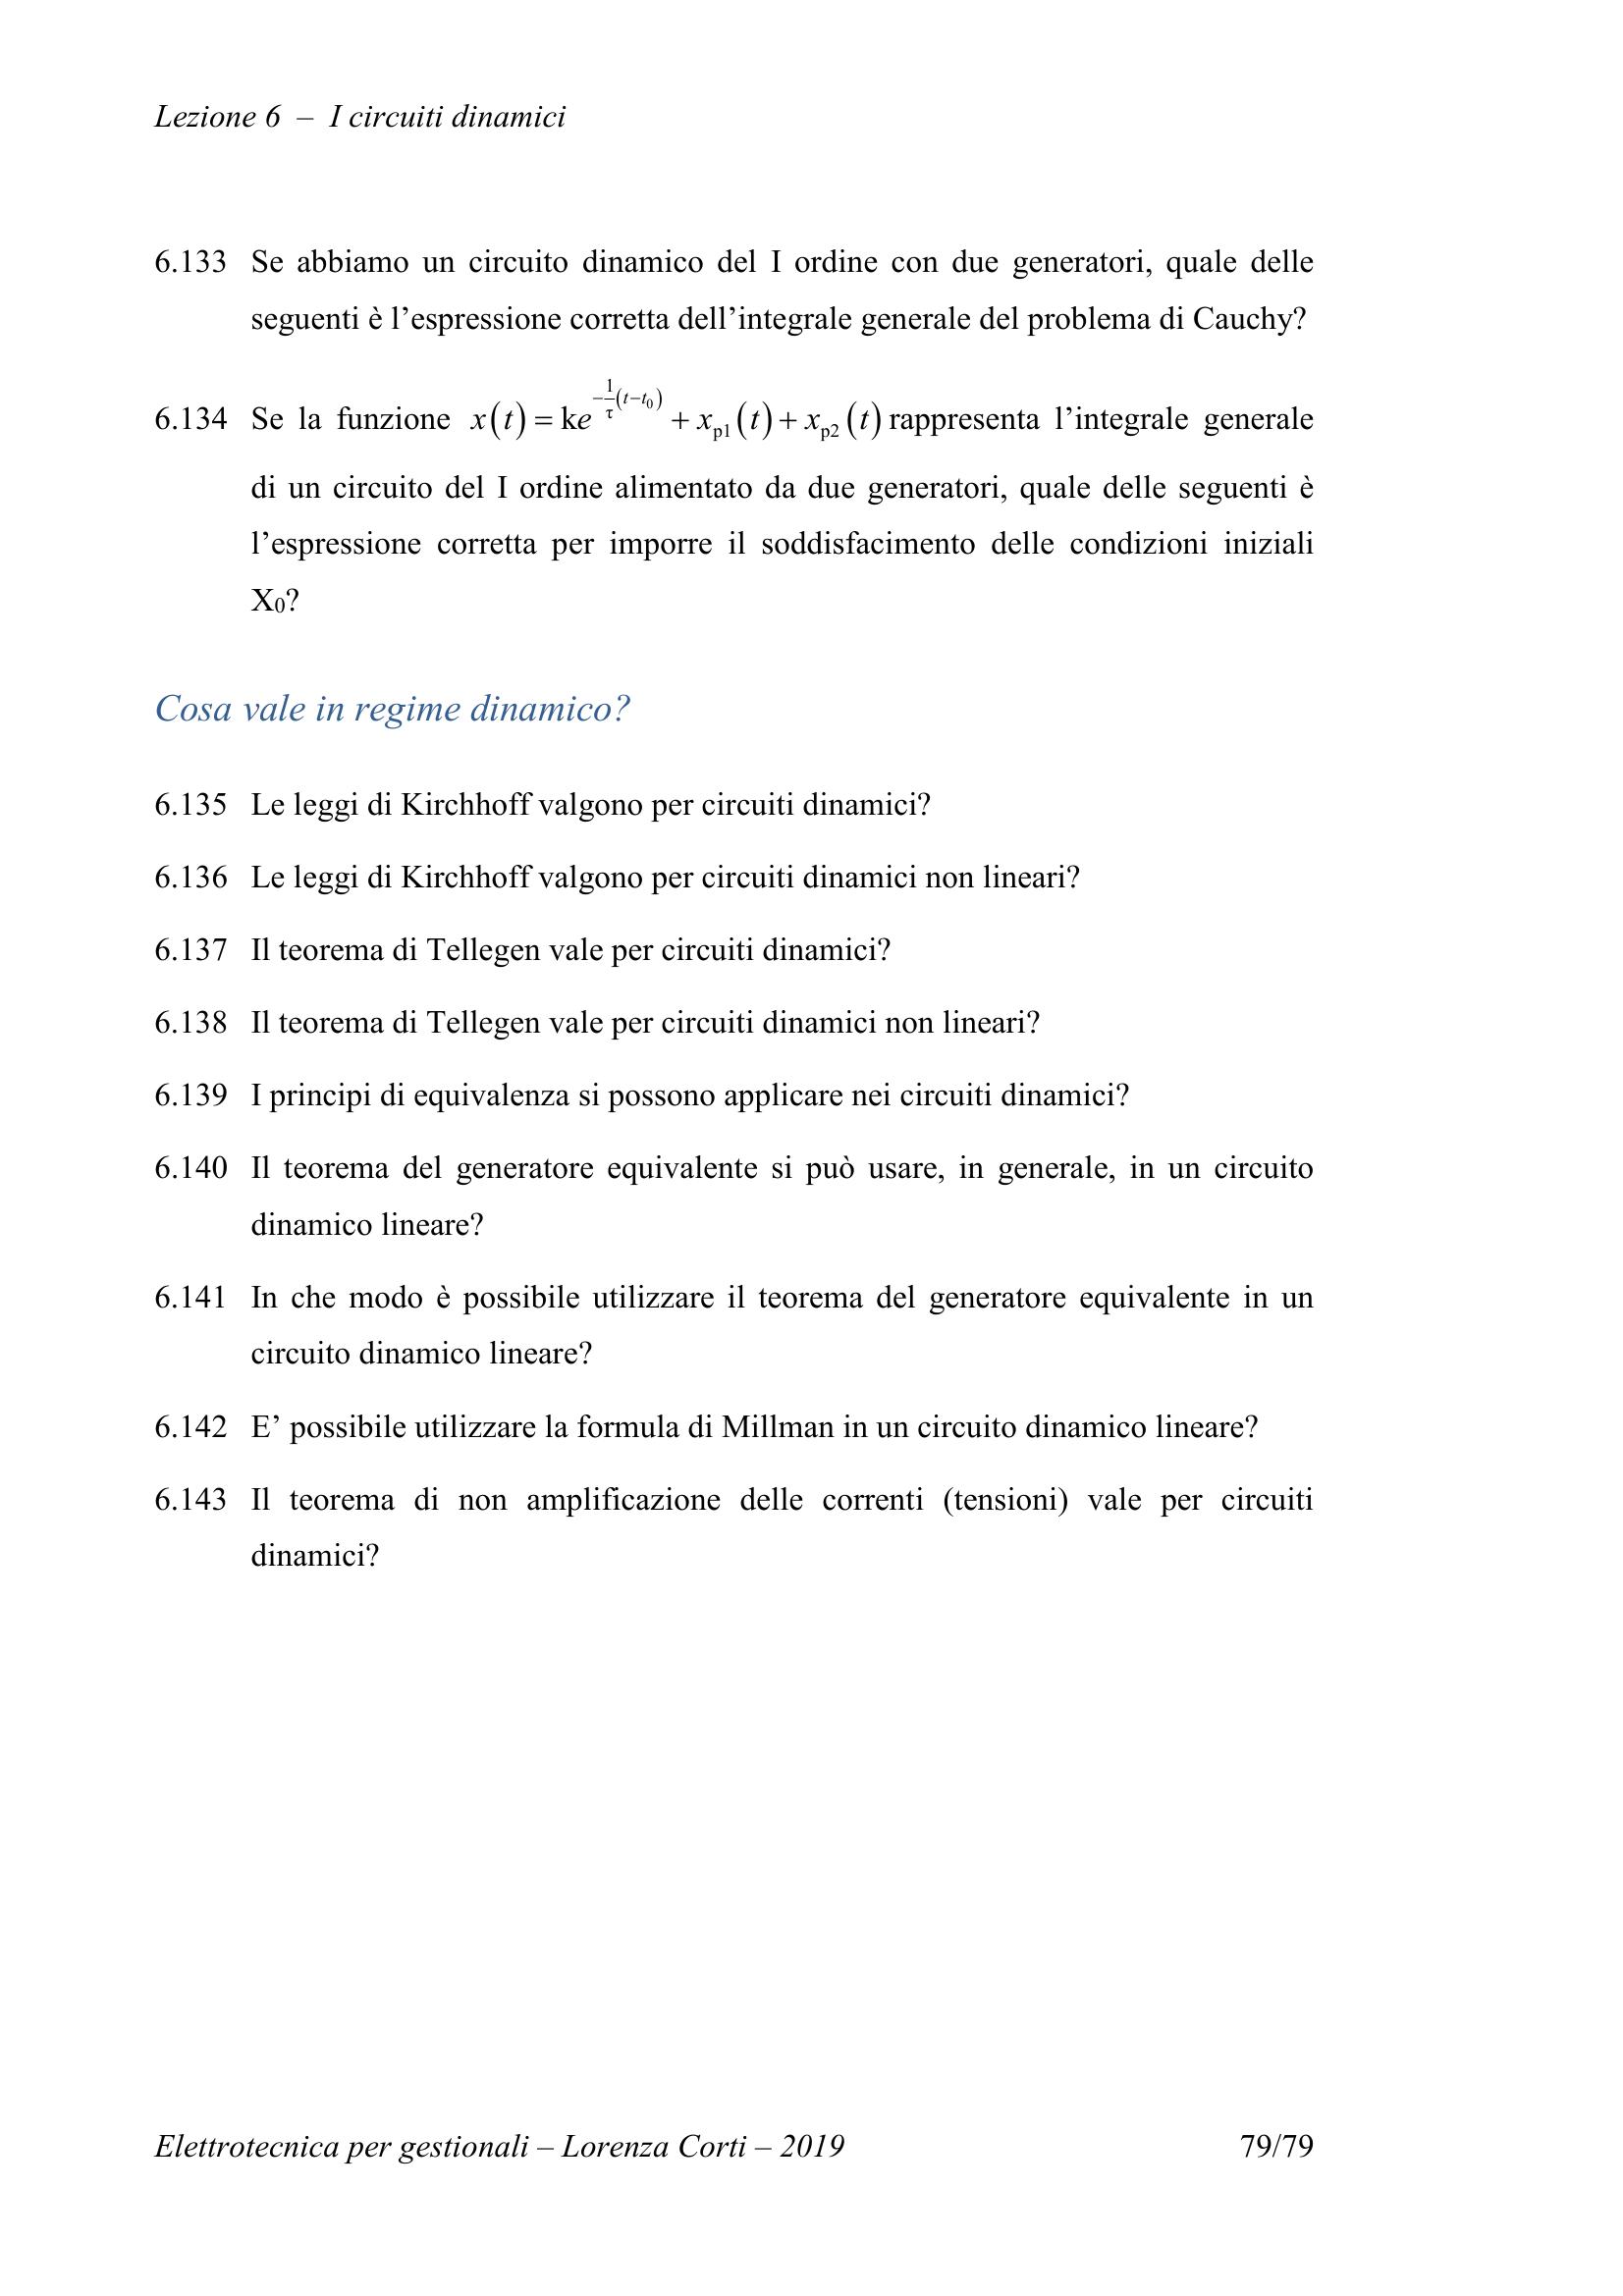 Lezione 6 – I circuiti dinamici
6.133 Se abbiamo un circuito dinamico del I ordine con due generatori, quale delle
seguenti è l’espressione corretta dell’integrale generale del problema di Cauchy?
6.134 Se la funzione x(t) = ke^{-\frac{1}{τ}(t-t_0)} + x_{p1}(t) + x_{p2}(t) rappresenta l’integrale generale
di un circuito del I ordine alimentato da due generatori, quale delle seguenti è
l’espressione corretta per imporre il soddisfacimento delle condizioni iniziali
X₀?
Cosa vale in regime dinamico?
6.135 Le leggi di Kirchhoff valgono per circuiti dinamici?
6.136 Le leggi di Kirchhoff valgono per circuiti dinamici non lineari?
6.137 Il teorema di Tellegen vale per circuiti dinamici?
6.138 Il teorema di Tellegen vale per circuiti dinamici non lineari?
6.139 I principi di equivalenza si possono applicare nei circuiti dinamici?
6.140 Il teorema del generatore equivalente si può usare, in generale, in un circuito
dinamico lineare?
6.141 In che modo è possibile utilizzare il teorema del generatore equivalente in un
circuito dinamico lineare?
6.142 E’ possibile utilizzare la formula di Millman in un circuito dinamico lineare?
6.143 Il teorema di non amplificazione delle correnti (tensioni) vale per circuiti
dinamici?
Elettrotecnica per gestionali – Lorenza Corti – 2019 79/79